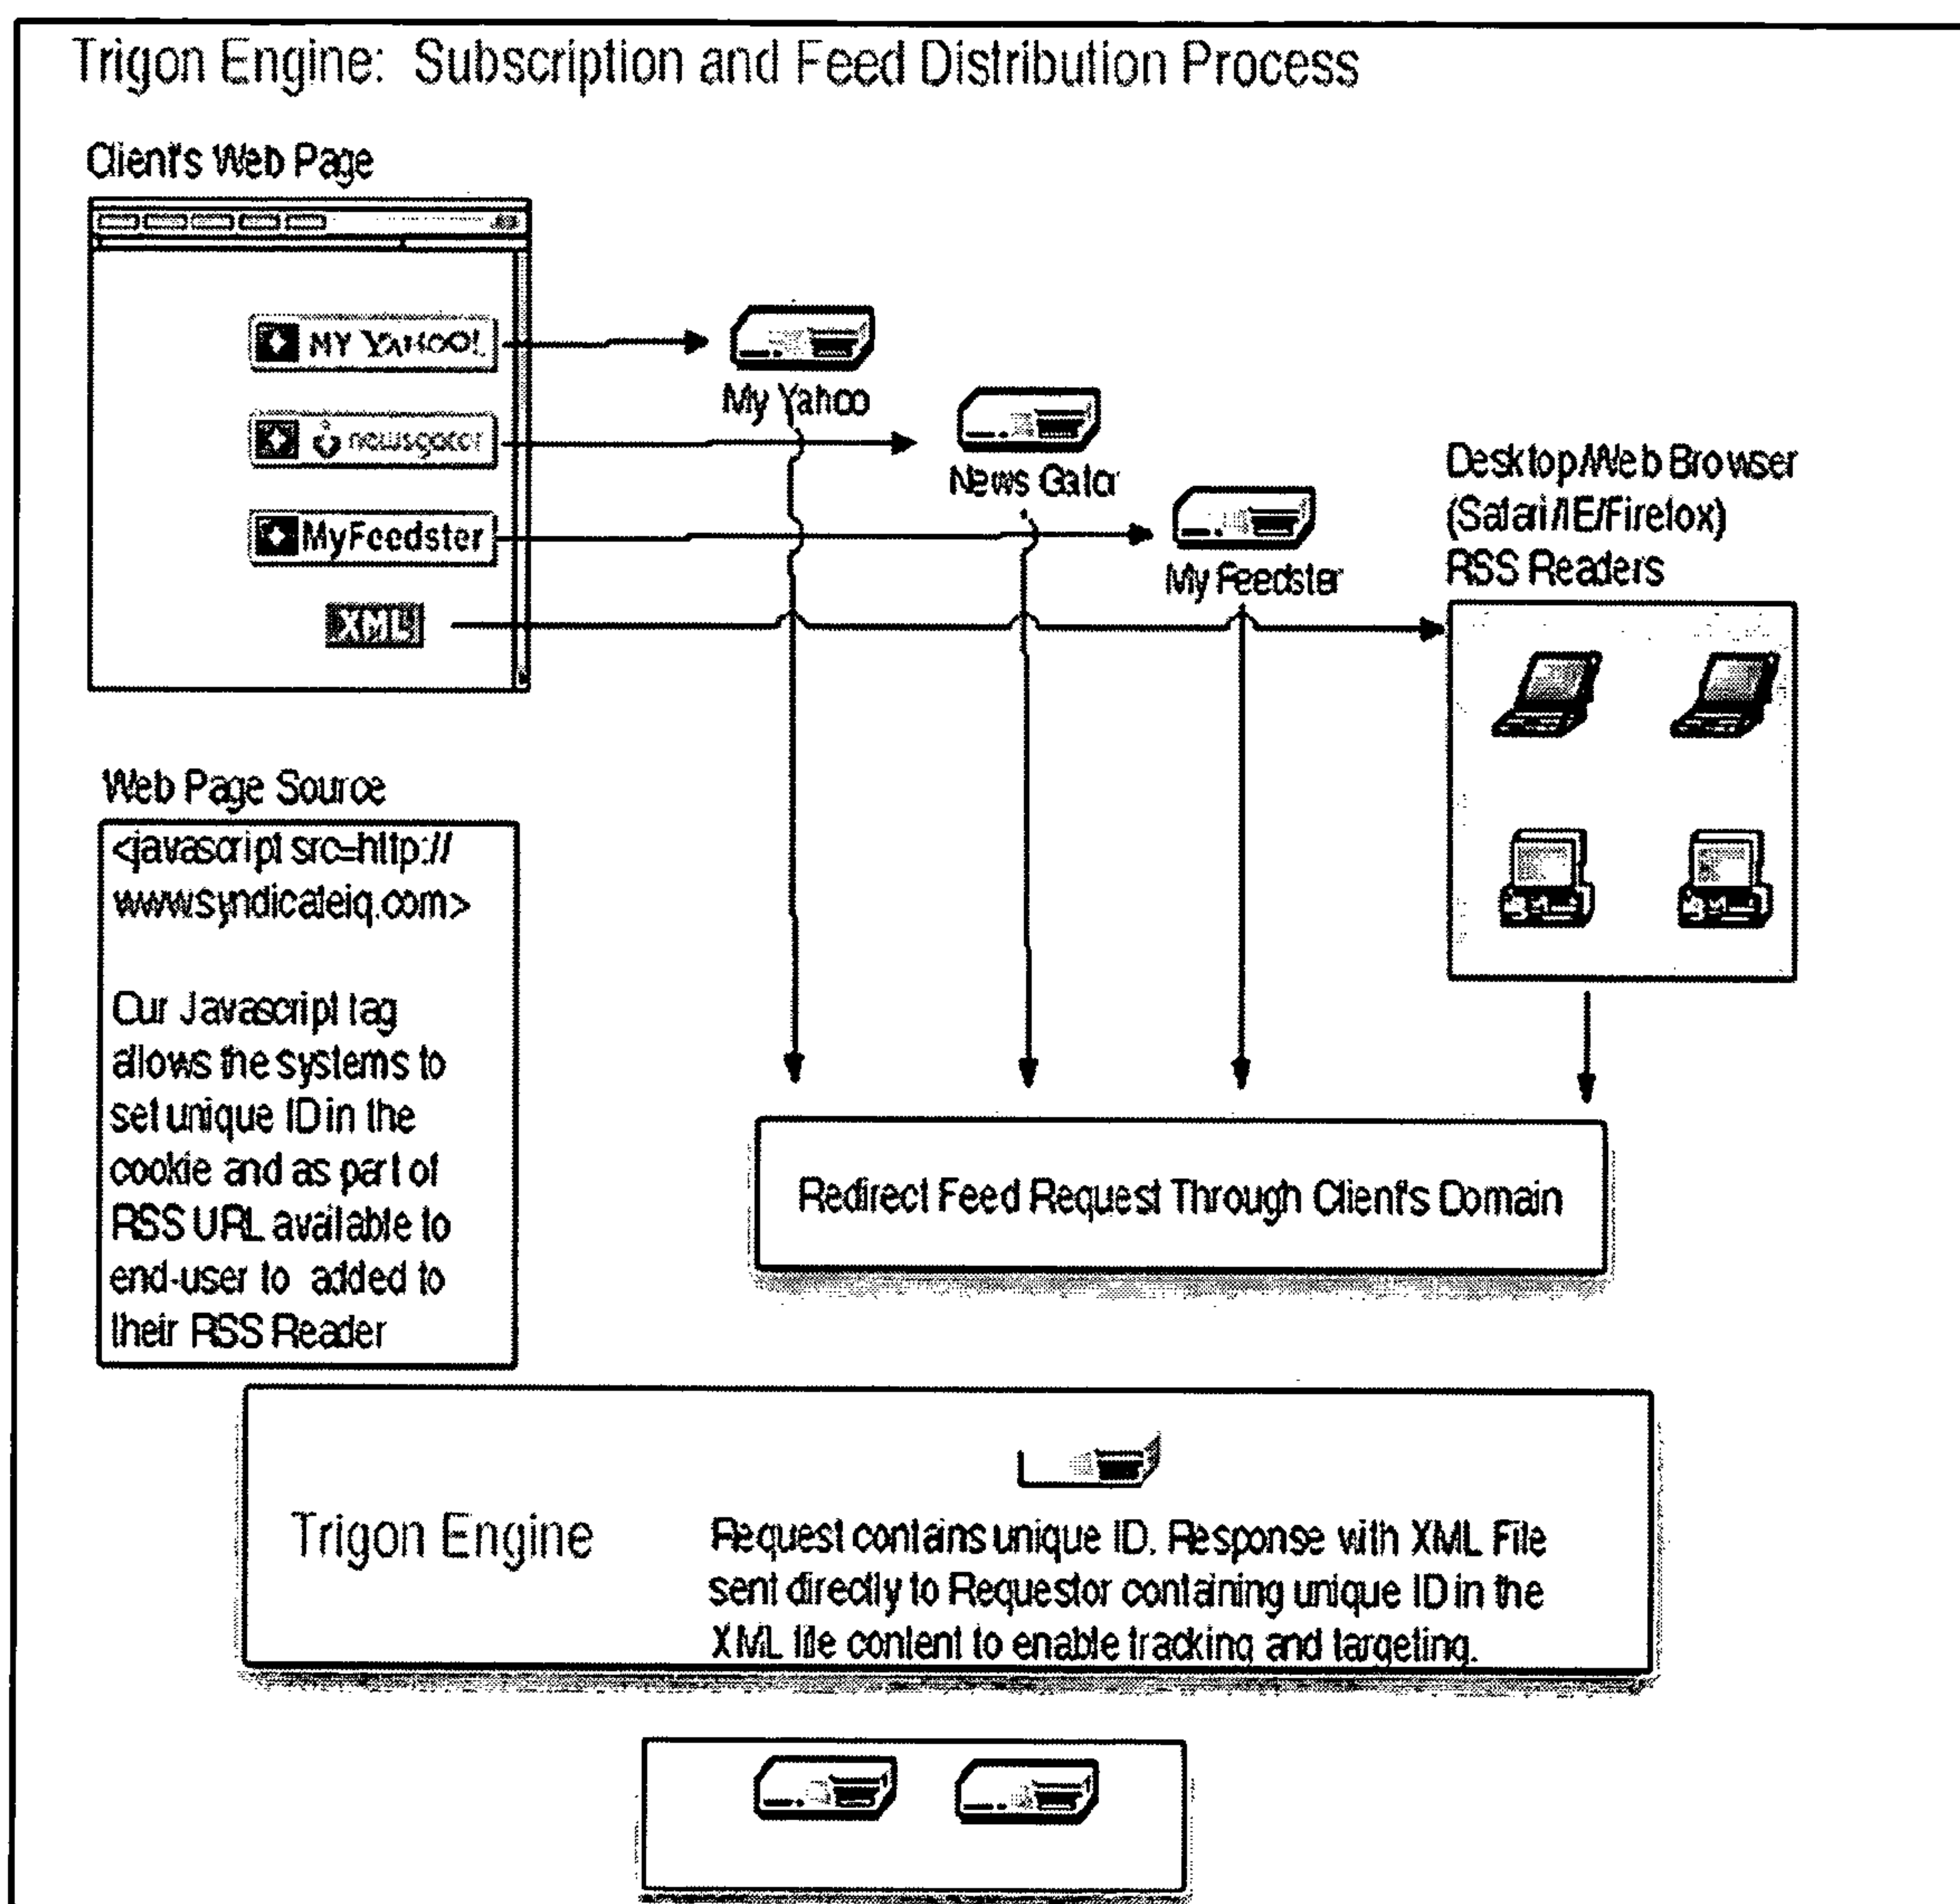 Trigon Engine: Subscription and Feed Distribution Process
Client's Web Page
MY YAHOO!
newsgator
MyFeedster
XML
My Yahoo
News Gator
My Feedster
Desktop/Web Browser
(Safari/IE/Firefox)
RSS Readers
Web Page Source
<javascript src=http://
www.syndicateiq.com>
Our Javascript tag
allows the systems to
set unique ID in the
cookie and as part of
RSS URL available to
end-user to added to
their RSS Reader
Redirect Feed Request Through Client's Domain
Trigon Engine
Request contains unique ID. Response with XML File
sent directly to Requestor containing unique ID in the
XML file content to enable tracking and targeting.